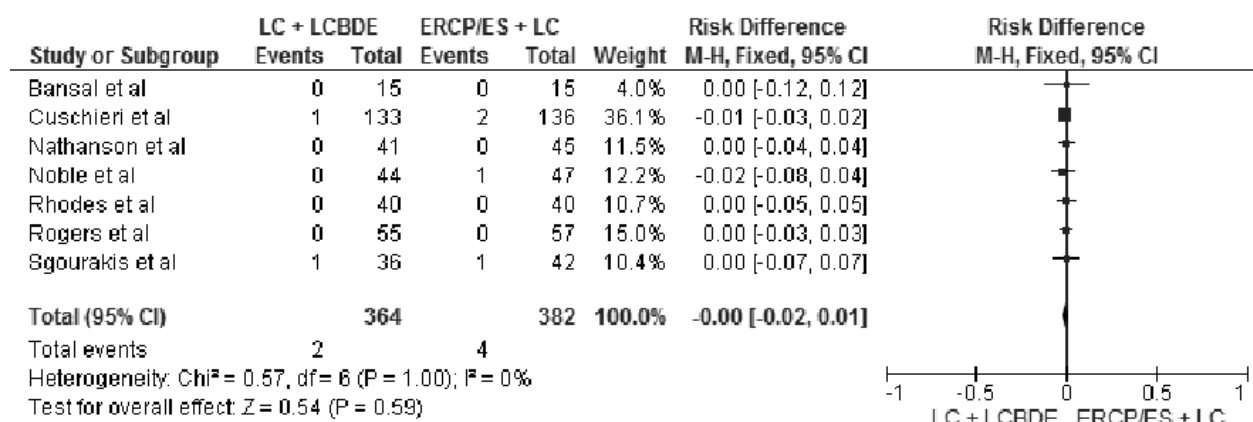 LC + LCBDE ERCP/ES + LC Risk Difference Risk Difference
Study or Subgroup Events Total Events Total Weight M-H, Fixed, 95% CI M-H, Fixed, 95% CI
Bansal et al 0 15 0 15 4.0% 0.00 [-0.12, 0.12]
Cuschieri et al 1 133 2 136 36.1% -0.01 [-0.03, 0.02]
Nathanson et al 0 41 0 45 11.5% 0.00 [-0.04, 0.04]
Noble et al 0 44 1 47 12.2% -0.02 [-0.08, 0.04]
Rhodes et al 0 40 0 40 10.7% 0.00 [-0.05, 0.05]
Rogers et al 0 55 0 57 15.0% 0.00 [-0.03, 0.03]
Sgourakis et al 1 36 1 42 10.4% 0.00 [-0.07, 0.07]
Total (95% CI) 364 382 100.0% -0.00 [-0.02, 0.01]
Total events 2 4
Heterogeneity: Chi² = 0.57, df = 6 (P = 1.00); I² = 0%
Test for overall effect: Z = 0.54 (P = 0.59)
-1 -0.5 0 0.5 1
LC + LCBDE ERCP/ES + LC